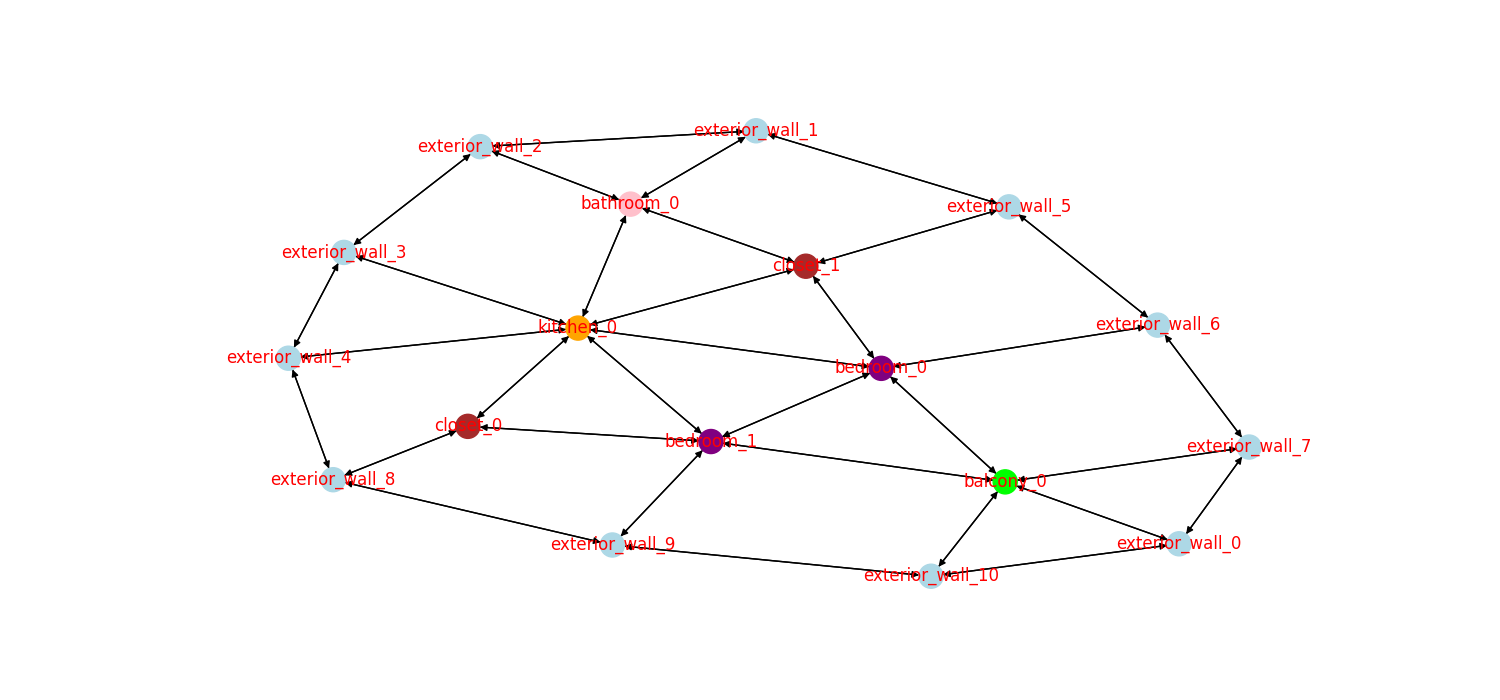 exterior_wall_1
exterior_wall_2
bathroom_0
exterior_wall_5
exterior_wall_3
closet_1
exterior_wall_6
kitchen_0
exterior_wall_4
bedroom_0
closet_0
bedroom_1
exterior_wall_7
exterior_wall_8
balcony_0
exterior_wall_9
exterior_wall_0
exterior_wall_10